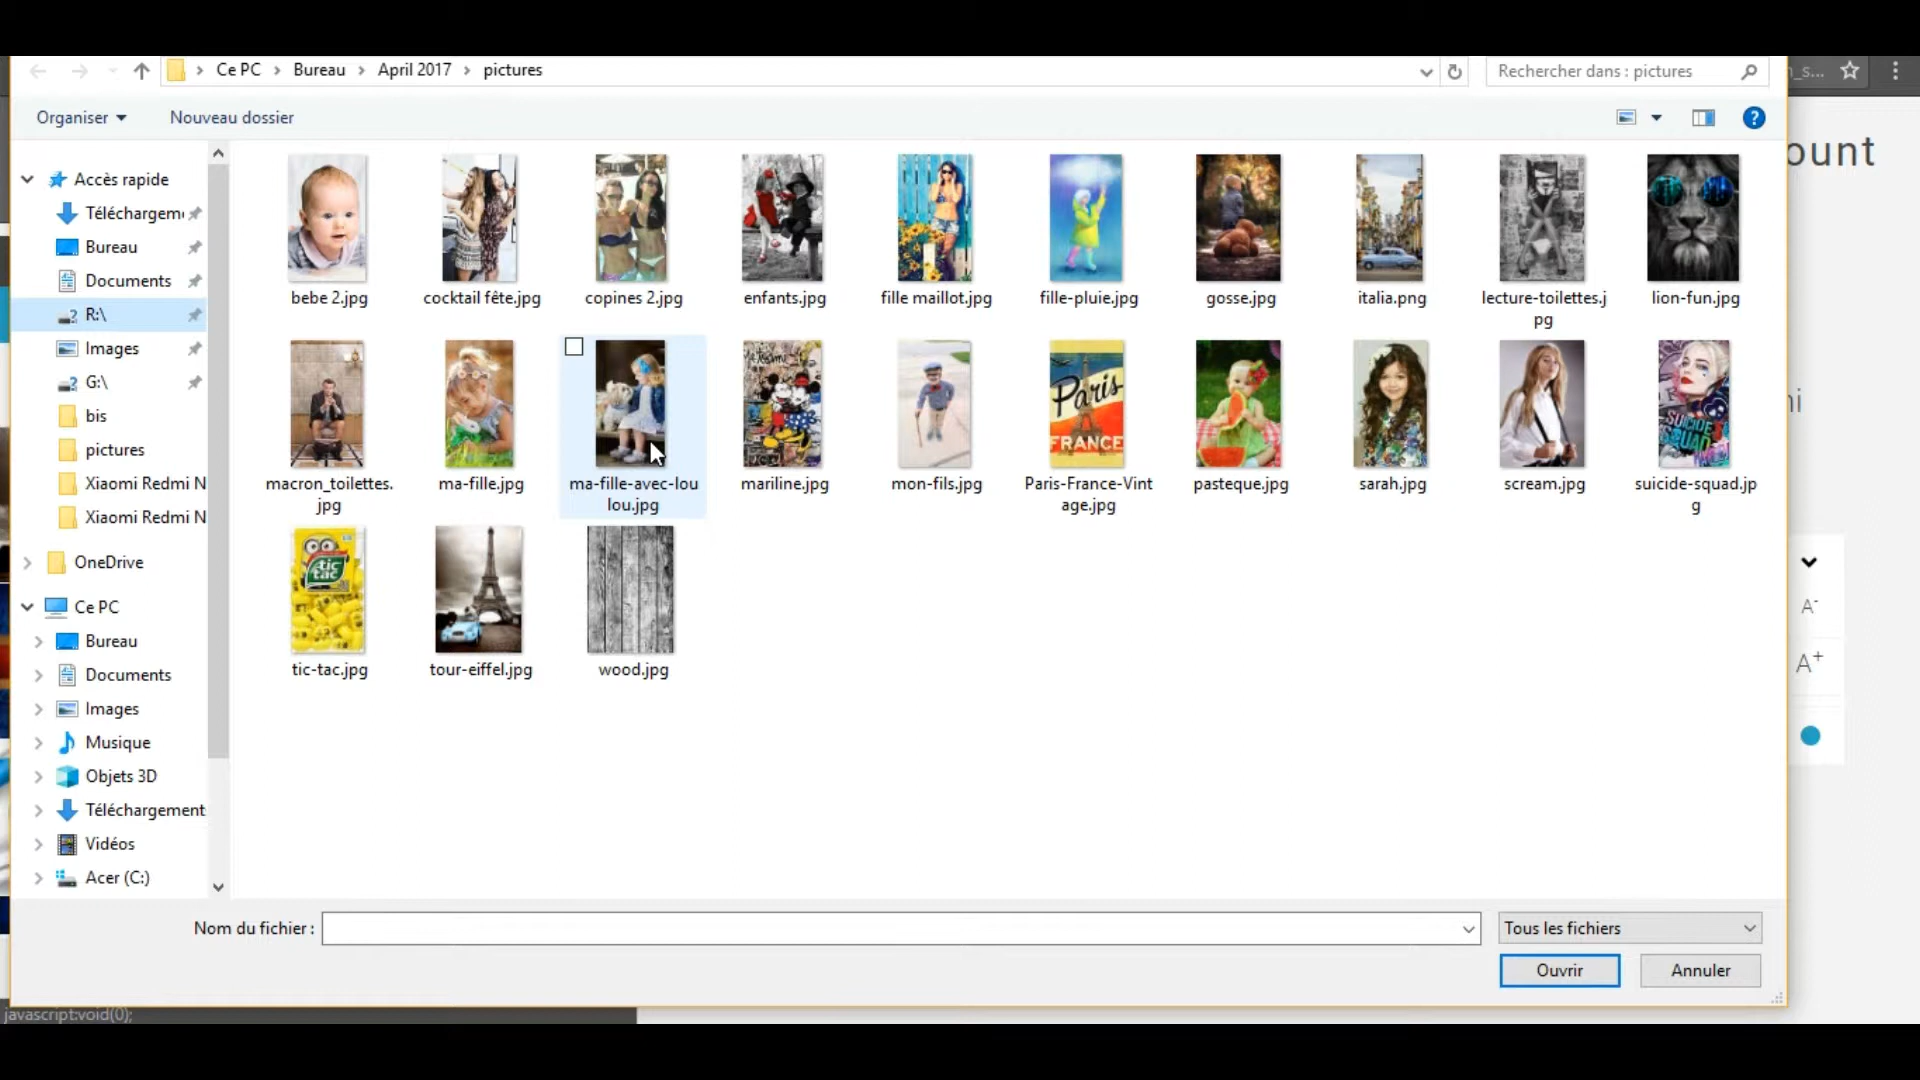 Ce PC > Bureau > April 2017 > pictures
Rechercher dans : pictures
Organiser
Nouveau dossier
ount
Accès rapide
Téléchargem
Bureau
Documents
R:\
Images
G:\
bis
pictures
Xiaomi Redmi N
Xiaomi Redmi N
OneDrive
Ce PC
Bureau
Documents
Images
Musique
Objets 3D
Téléchargement
Vidéos
Acer (C:)
bebe 2.jpg
cocktail fête.jpg
copines 2.jpg
enfants.jpg
fille maillot.jpg
fille-pluie.jpg
gosse.jpg
italia.png
lecture-toilettes.j
pg
lion-fun.jpg
Paris
FRANCE
SUICIDE
SQUAD
macron_toilettes.
jpg
ma-fille.jpg
ma-fille-avec-lou
lou.jpg
mariline.jpg
mon-fils.jpg
Paris-France-Vint
age.jpg
pasteque.jpg
sarah.jpg
scream.jpg
suicide-squad.jp
g
tic
tac
tic-tac.jpg
tour-eiffel.jpg
wood.jpg
A-
A+
Nom du fichier :
Tous les fichiers
Ouvrir
Annuler
javascript:void(0);